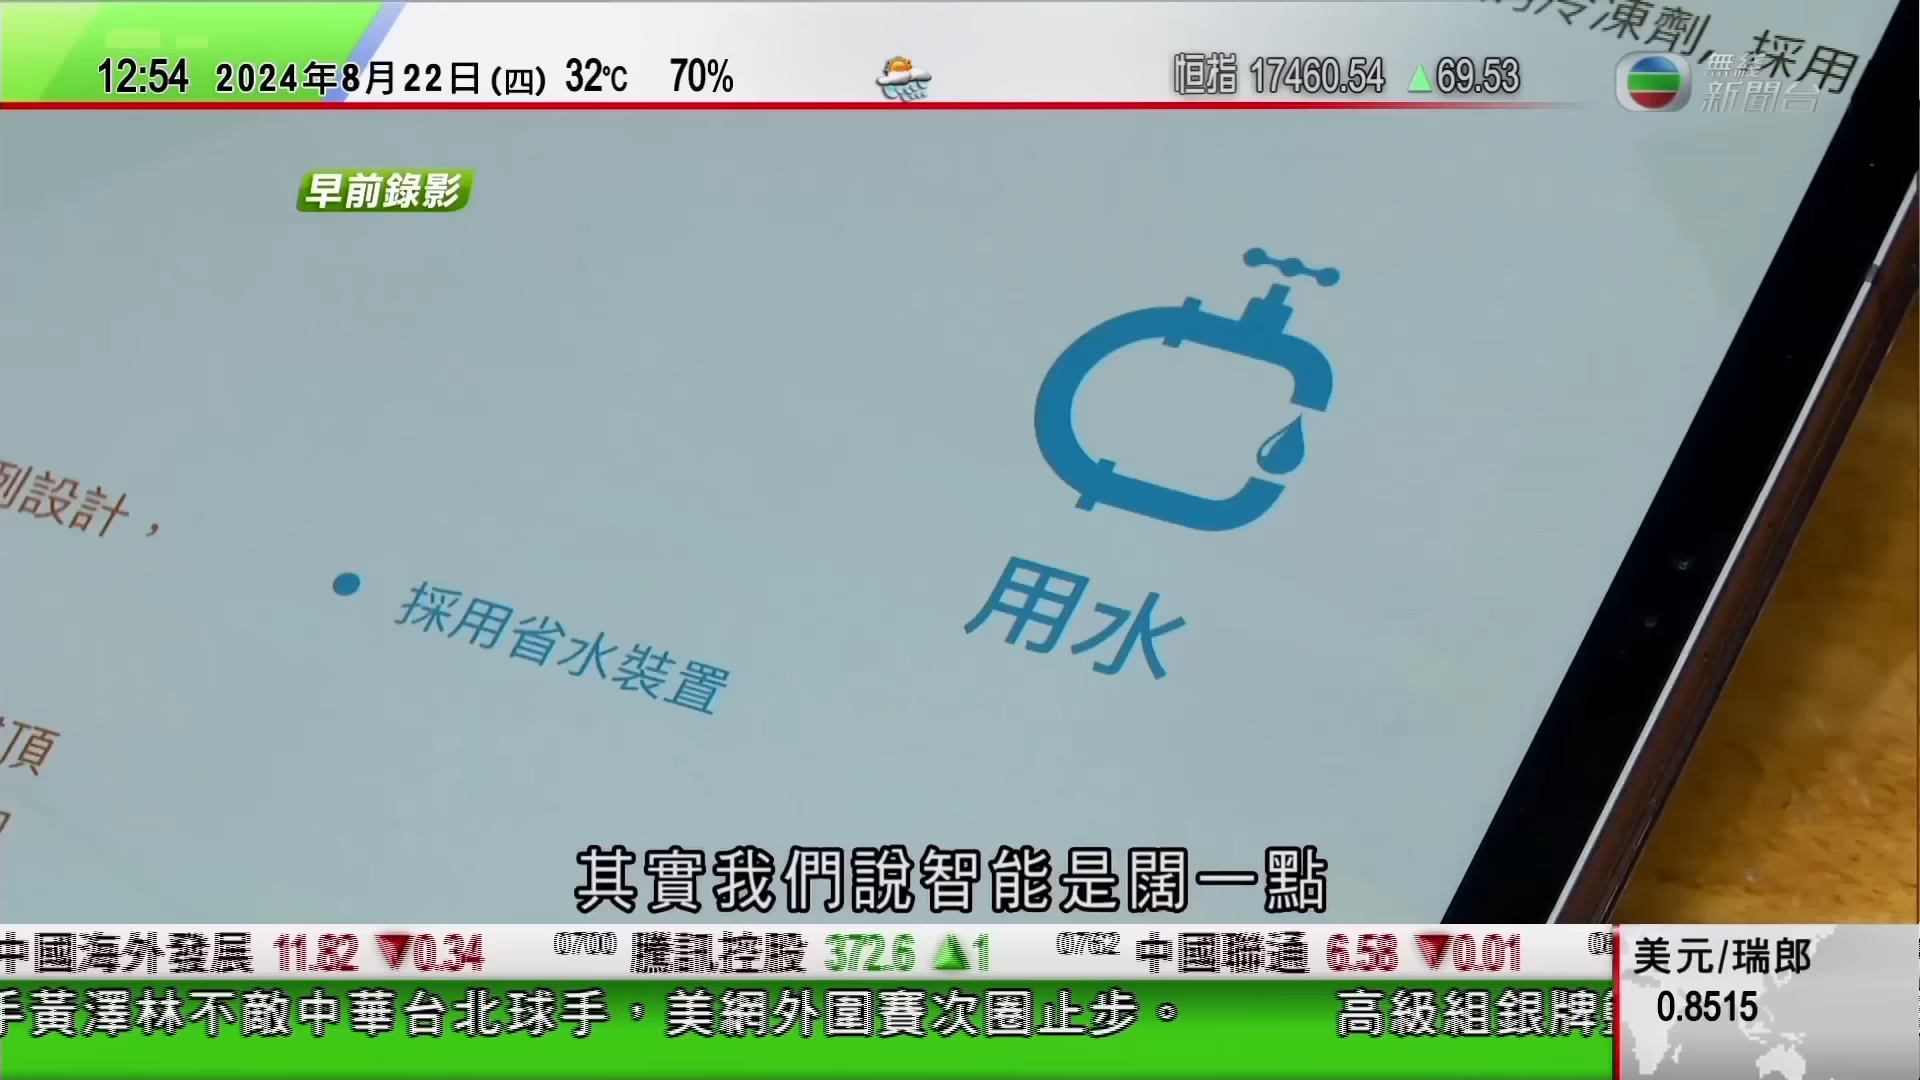 12:54 2024年8月22日(四) 32℃ 70% 恒指 17460.54 ▲69.53
無綫新聞台
冷凍劑,採用
早前錄影
例設計，
用水
• 採用省水裝置
頂
其實我們說智能是闊一點
中國海外發展 11.82 ▼0.34 0700 騰訊控股 372.6 ▲1 0762 中國聯通 6.58 ▼0.01
手黃澤林不敵中華台北球手，美網外圍賽次圈止步。 高級組銀牌
美元/瑞郎
0.8515